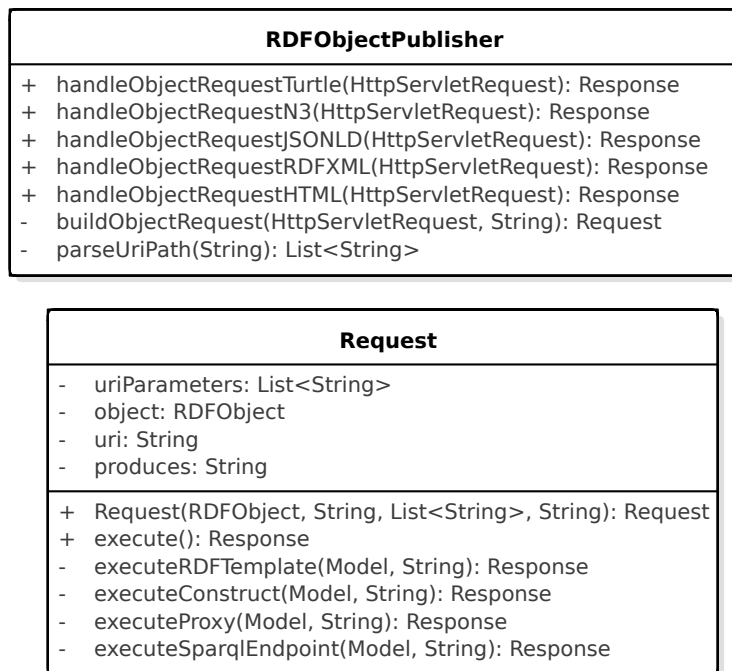 RDFObjectPublisher
+ handleObjectRequestTurtle(HttpServletRequest): Response
+ handleObjectRequestN3(HttpServletRequest): Response
+ handleObjectRequestJSONLD(HttpServletRequest): Response
+ handleObjectRequestRDFXML(HttpServletRequest): Response
+ handleObjectRequestHTML(HttpServletRequest): Response
- buildObjectRequest(HttpServletRequest, String): Request
- parseUriPath(String): List<String>
Request
- uriParameters: List<String>
- object: RDFObject
- uri: String
- produces: String
+ Request(RDFObject, String, List<String>, String): Request
+ execute(): Response
- executeRDFTemplate(Model, String): Response
- executeConstruct(Model, String): Response
- executeProxy(Model, String): Response
- executeSparqlEndpoint(Model, String): Response